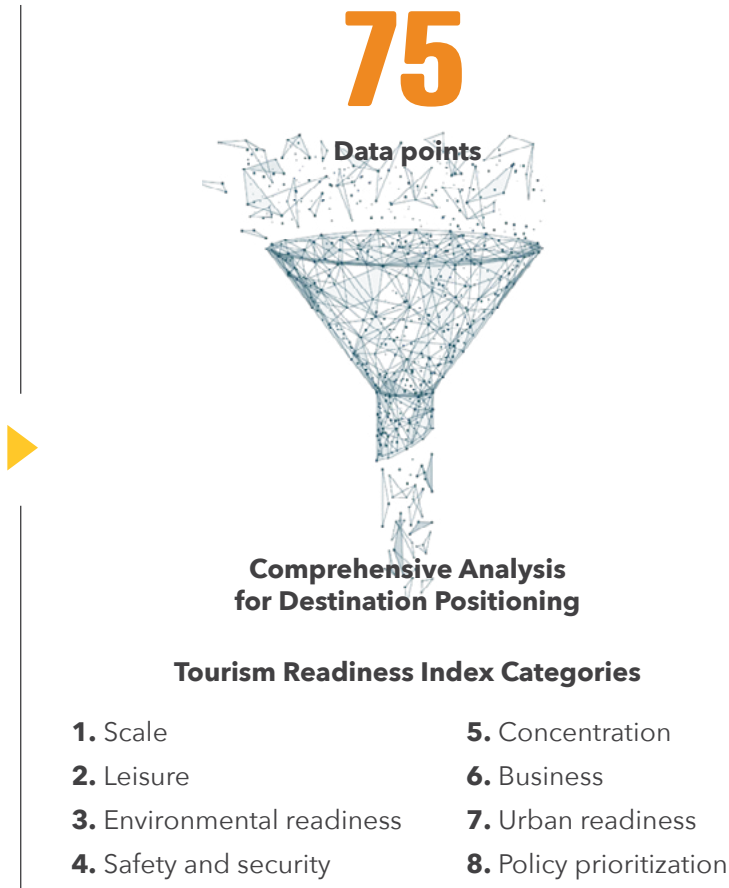 75
Data points
Comprehensive Analysis
for Destination Positioning
Tourism Readiness Index Categories
1. Scale
2. Leisure
3. Environmental readiness
4. Safety and security
5. Concentration
6. Business
7. Urban readiness
8. Policy prioritization